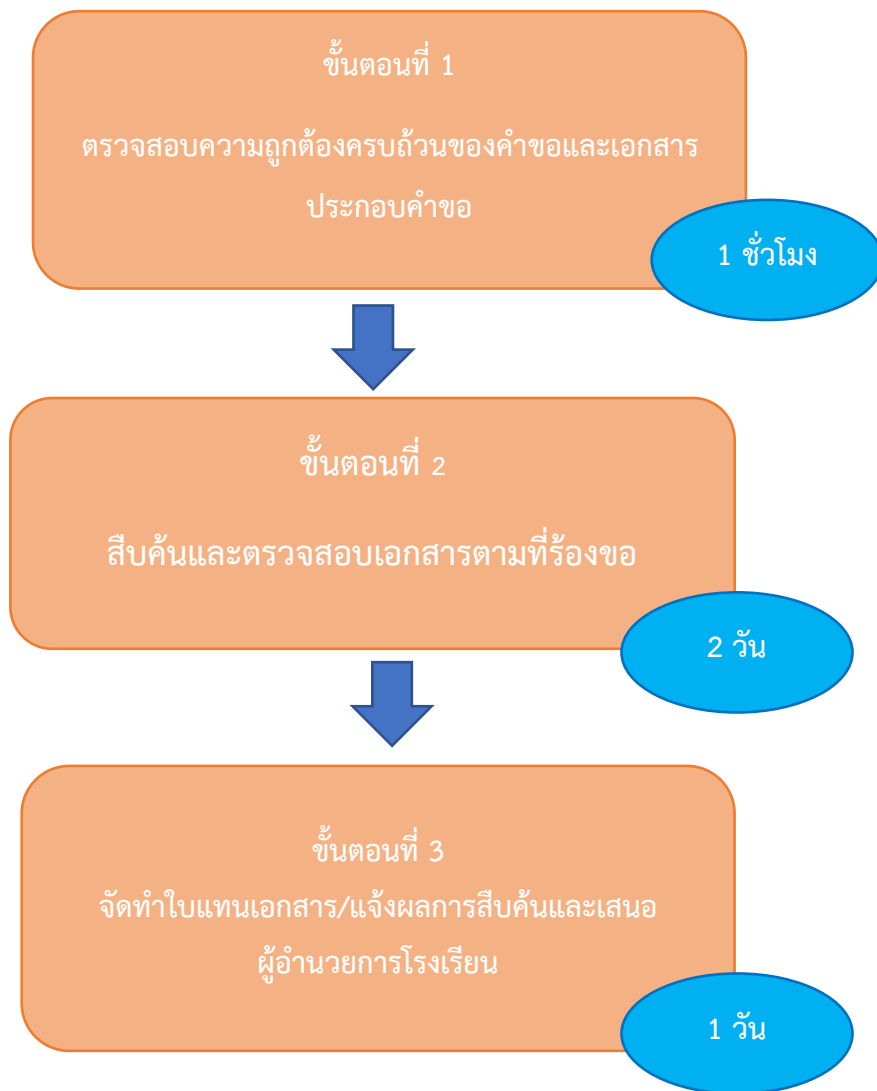 ขั้นตอนที่ 1
ตรวจสอบความถูกต้องครบถ้วนของคำขอและเอกสาร
ประกอบคำขอ
1 ชั่วโมง
ขั้นตอนที่ 2
สืบค้นและตรวจสอบเอกสารตามที่ร้องขอ
2 วัน
ขั้นตอนที่ 3
จัดทำใบแทนเอกสาร/แจ้งผลการสืบค้นและเสนอ
ผู้อำนวยการโรงเรียน
1 วัน